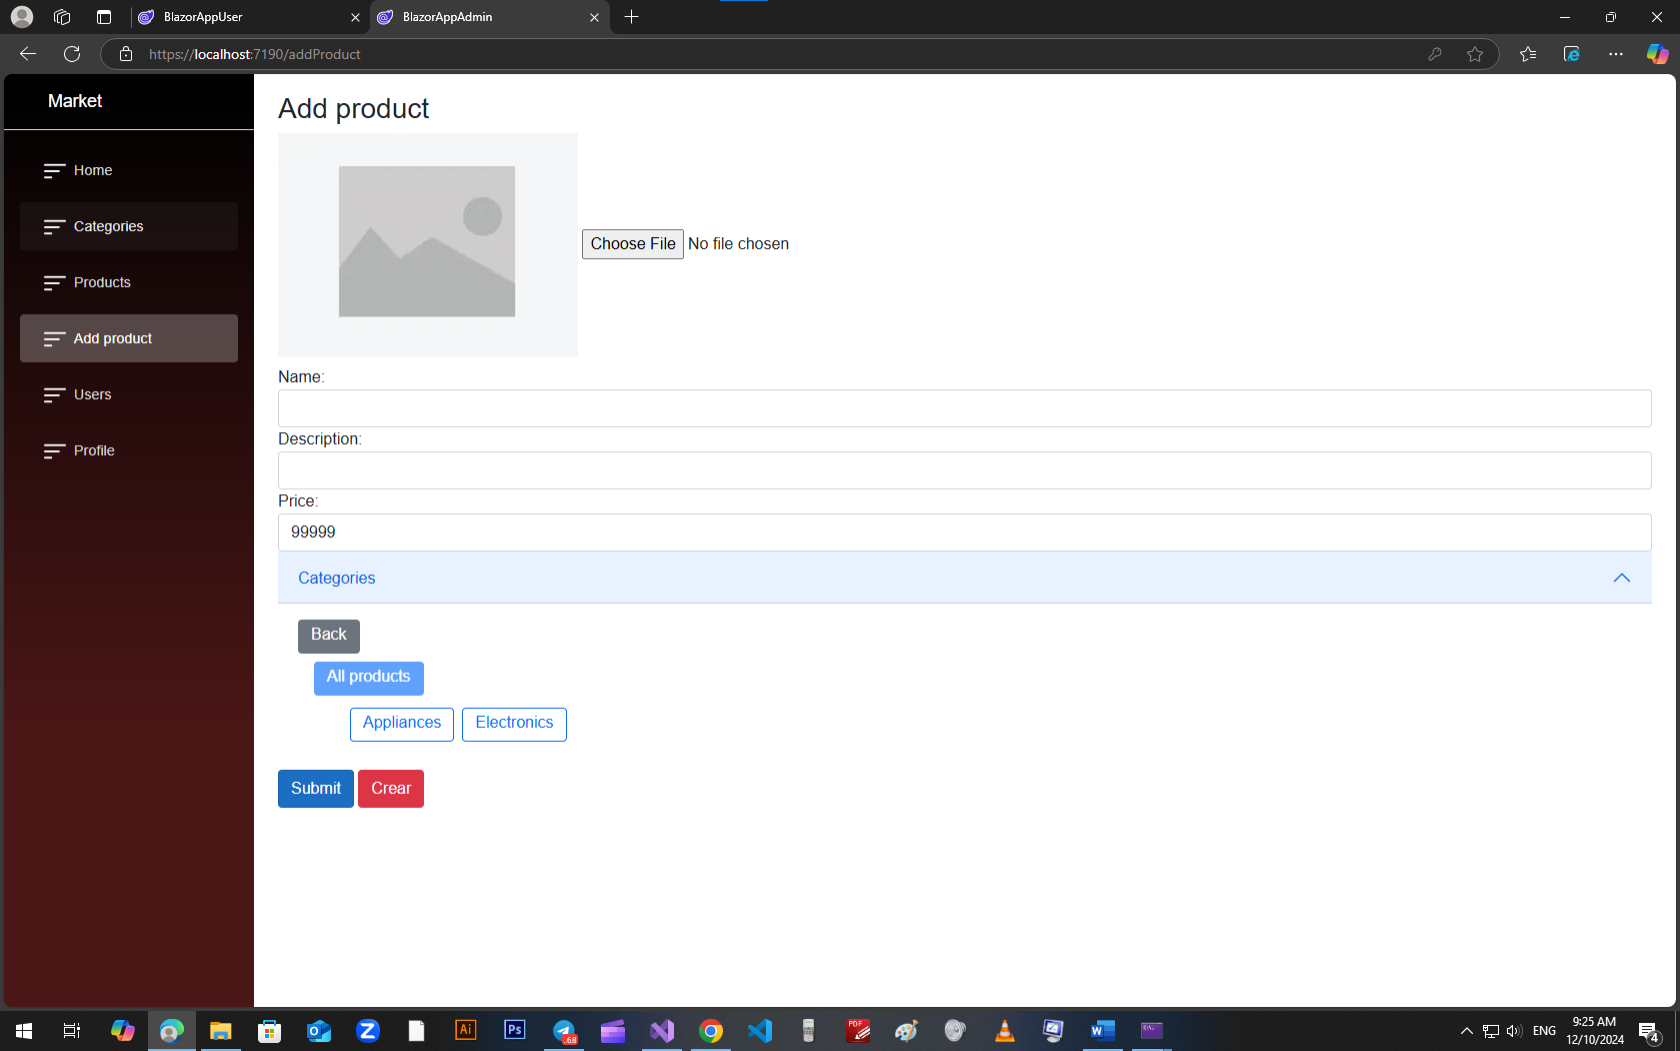 BlazorAppUser
BlazorAppAdmin
https://localhost:7190/addProduct
Market
Home
Categories
Products
Add product
Users
Profile
Add product
Choose File No file chosen
Name:
Description:
Price:
99999
Categories
Back
All products
Appliances Electronics
Submit Crear
Ai
Ps
.68
PDF
ENG
9:25 AM
12/10/2024
4